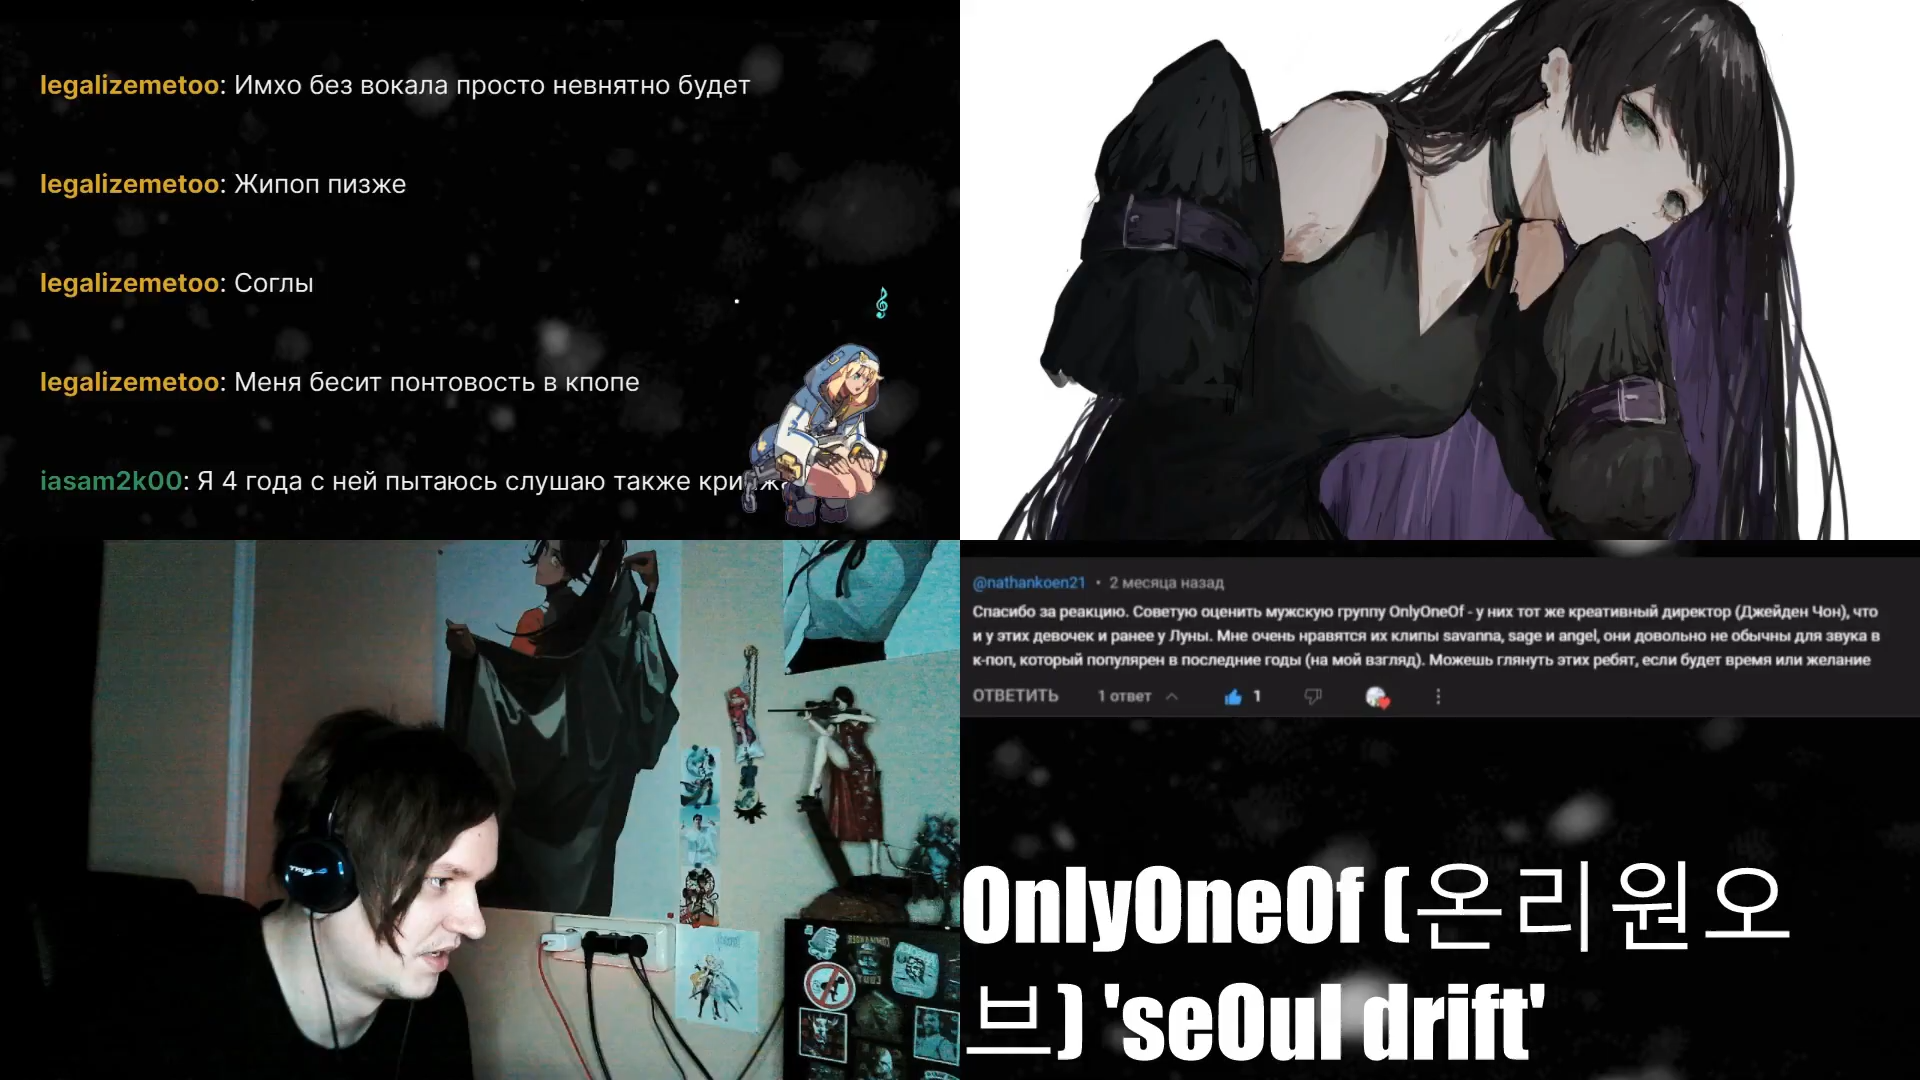 legalizemetoo: Имхо без вокала просто невнятно будет
legalizemetoo: Жипоп пизже
legalizemetoo: Соглы
legalizemetoo: Меня бесит понтовость в кпопе
iasam2k00: Я 4 года с ней пытаюсь слушаю также
@nathankoen21 • 2 месяца назад
Спасибо за реакцию. Советую оценить мужскую группу OnlyOneOf - у них тот же креативный директор (Джейден Чон), что
и у этих девочек и ранее у Луны. Мне очень нравятся их клипы savanna, sage и angel, они довольно не обычны для звука в
к-поп, который популярен в последние годы (на мой взгляд). Можешь глянуть этих ребят, если будет время или желание
ОТВЕТИТЬ 1 ответ 1
OnlyOneOf (온리원오
브) 'seOul drift'